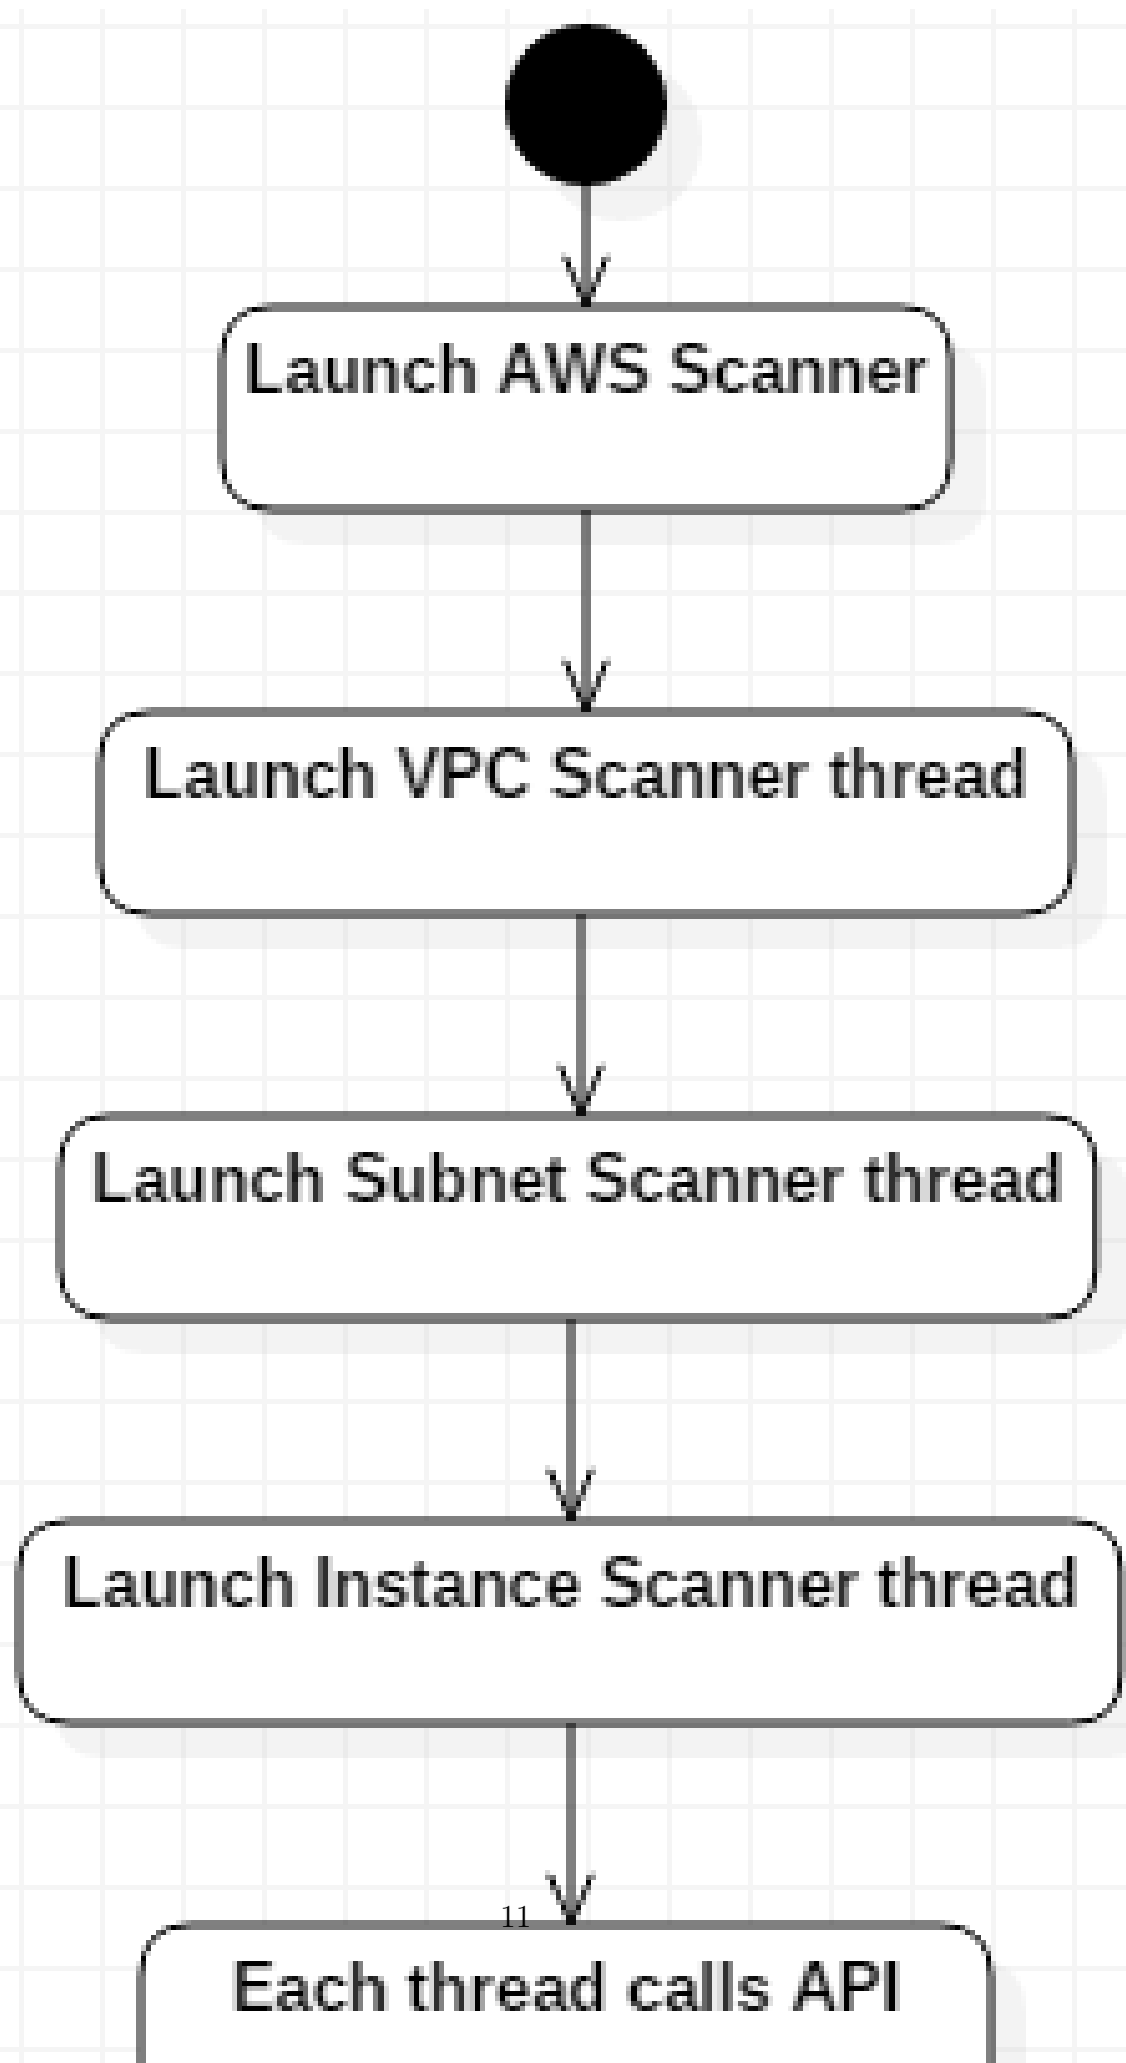 Launch AWS Scanner
Launch VPC Scanner thread
Launch Subnet Scanner thread
Launch Instance Scanner thread
11
Each thread calls API